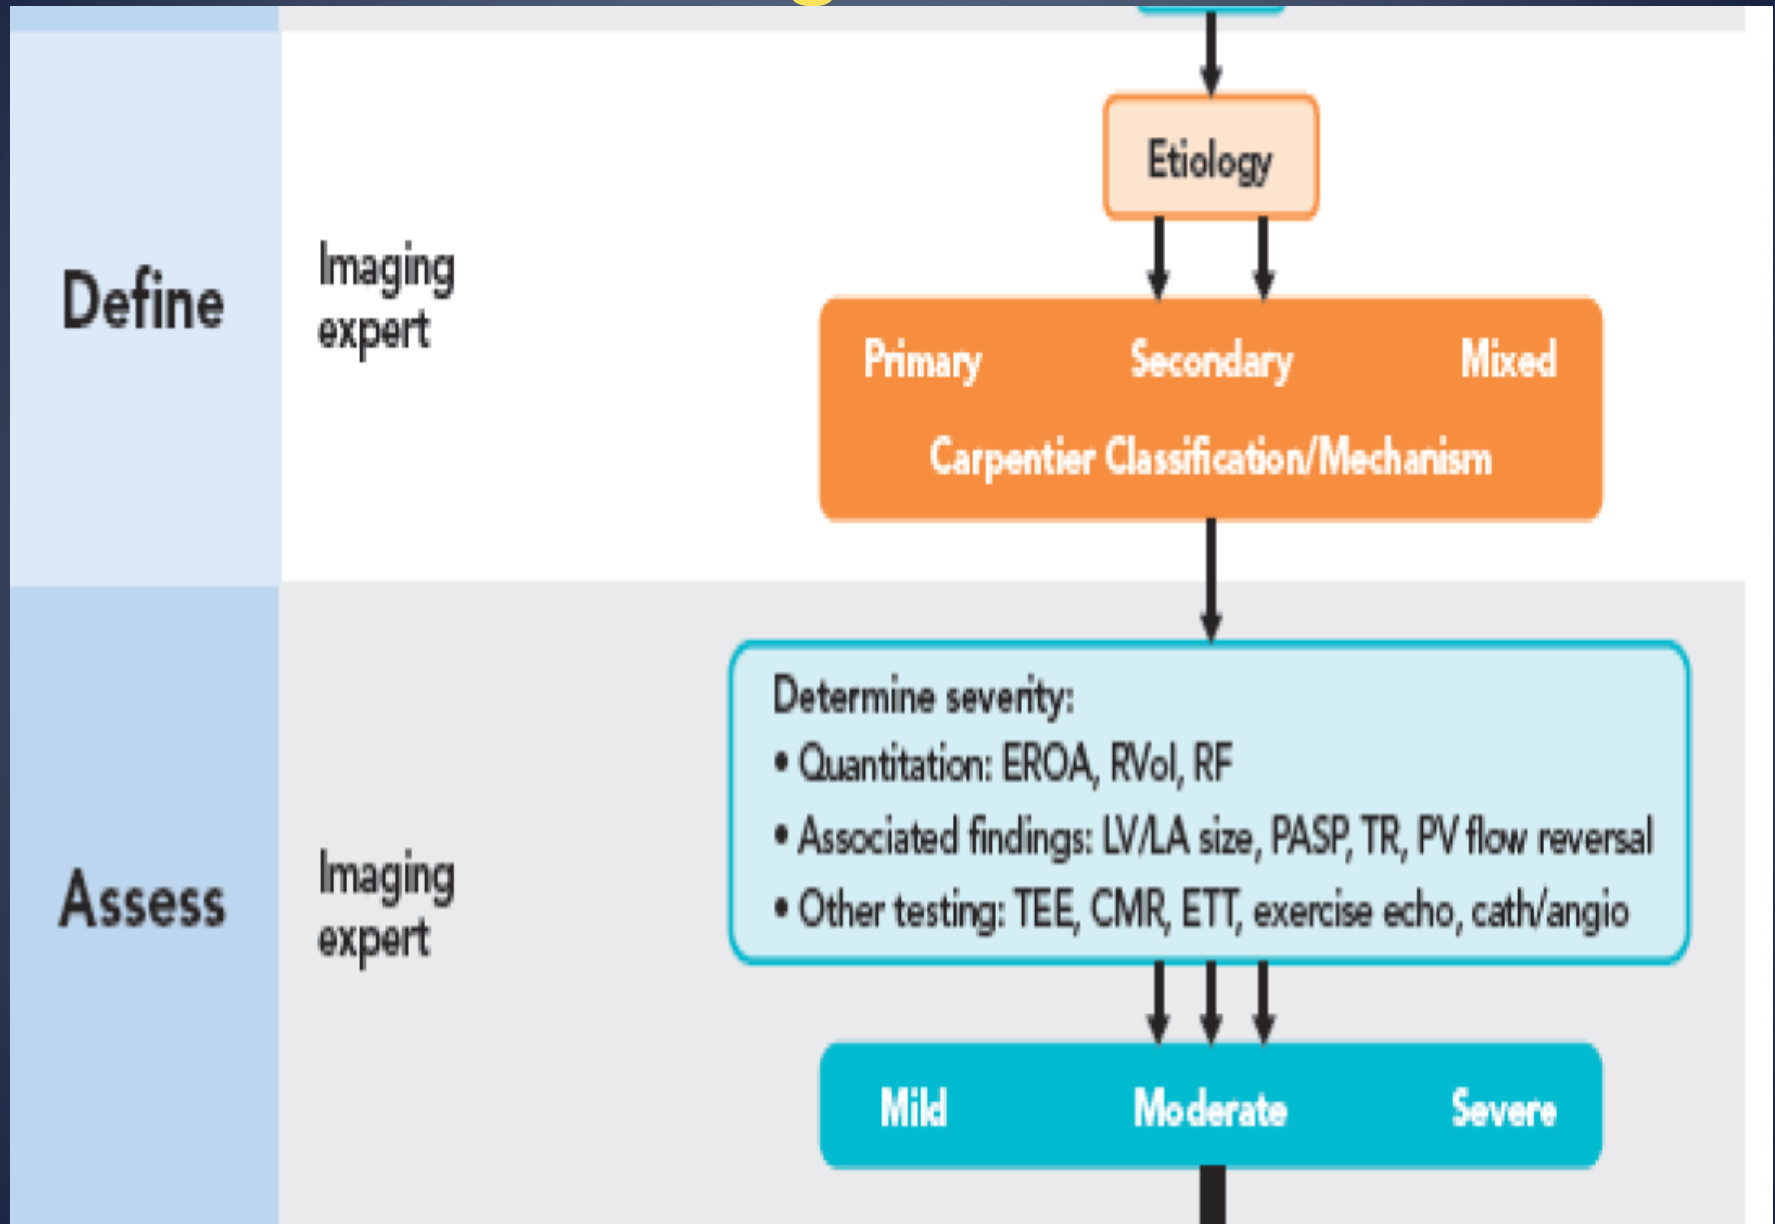 Etiology
Define
Imaging
expert
Primary Secondary Mixed
Carpentier Classification/Mechanism
Assess
Imaging
expert
Determine severity:
• Quantitation: EROA, RVol, RF
• Associated findings: LV/LA size, PASP, TR, PV flow reversal
• Other testing: TEE, CMR, ETT, exercise echo, cath/angio
Mild Moderate Severe